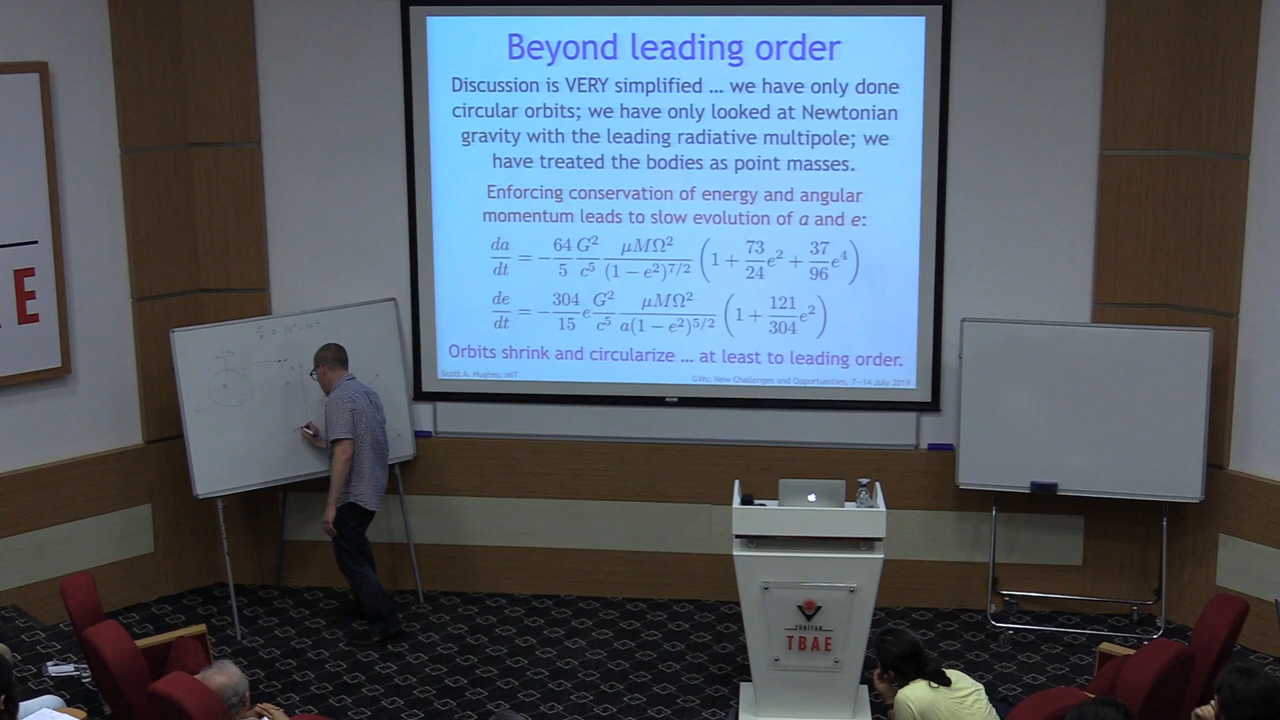 Beyond leading order
Discussion is VERY simplified ... we have only done
circular orbits; we have only looked at Newtonian
gravity with the leading radiative multipole; we
have treated the bodies as point masses.
Enforcing conservation of energy and angular
momentum leads to slow evolution of a and e:
da/dt = −64/5 G²/c⁵ μMΩ²/(1 − e²)^{7/2} (1 + 73/24 e² + 37/96 e⁴)
de/dt = −304/15 e G²/c⁵ μMΩ²/a(1 − e²)^{5/2} (1 + 121/304 e²)
Orbits shrink and circularize ... at least to leading order.
Scott A. Hughes, MIT
GWs: New Challenges and Opportunities, 7−14 July 2019
E
TÜBİTAK
TBAE